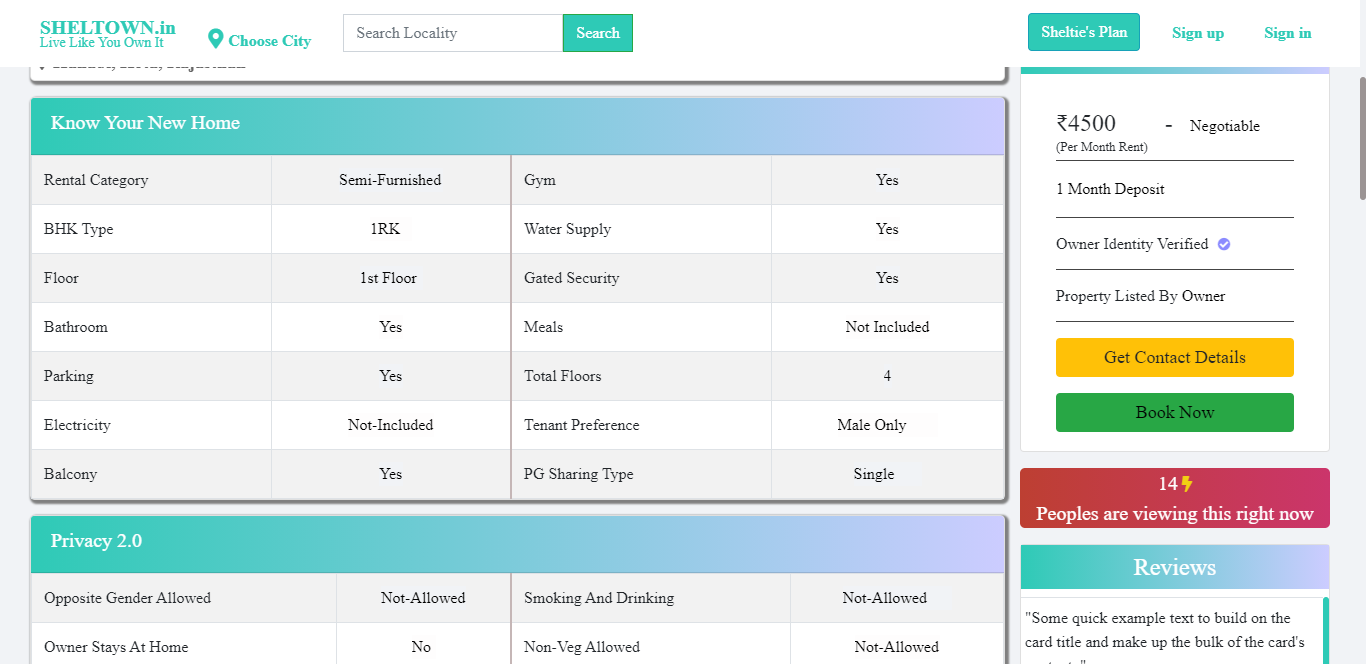 SHELTOWN.in
Live Like You Own It
Choose City
Search Locality
Search
Sheltie's Plan
Sign up
Sign in
Know Your New Home
Rental Category Semi-Furnished Gym Yes
BHK Type 1RK Water Supply Yes
Floor 1st Floor Gated Security Yes
Bathroom Yes Meals Not Included
Parking Yes Total Floors 4
Electricity Not-Included Tenant Preference Male Only
Balcony Yes PG Sharing Type Single
Privacy 2.0
Opposite Gender Allowed Not-Allowed Smoking And Drinking Not-Allowed
Owner Stays At Home No Non-Veg Allowed Not-Allowed
₹4500 - Negotiable
(Per Month Rent)
1 Month Deposit
Owner Identity Verified
Property Listed By Owner
Get Contact Details
Book Now
14
Peoples are viewing this right now
Reviews
"Some quick example text to build on the
card title and make up the bulk of the card's